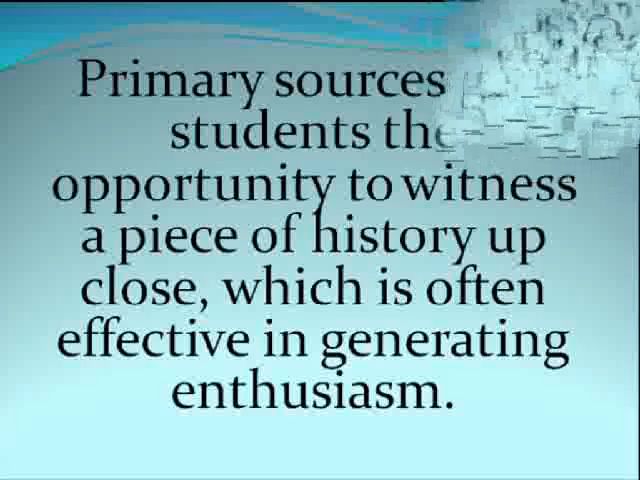 Primary sources
students the
opportunity to witness
a piece of history up
close, which is often
effective in generating
enthusiasm.